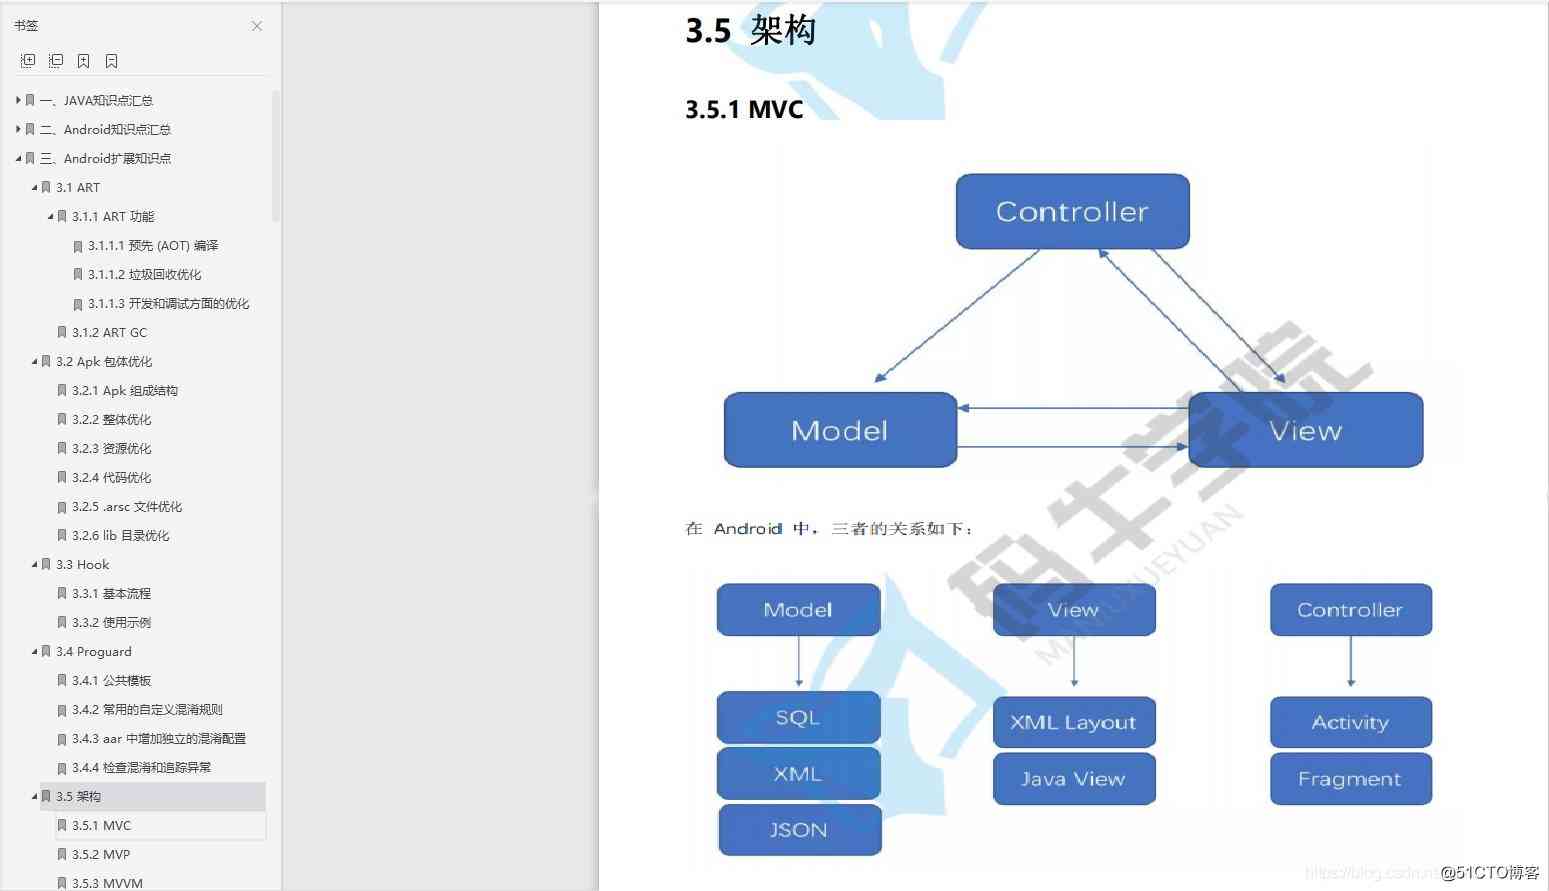 书签
一、JAVA知识点汇总
二、Android知识点汇总
三、Android扩展知识点
3.1 ART
3.1.1 ART 功能
3.1.1.1 预先 (AOT) 编译
3.1.1.2 垃圾回收优化
3.1.1.3 开发和调试方面的优化
3.1.2 ART GC
3.2 Apk 包体优化
3.2.1 Apk 组成结构
3.2.2 整体优化
3.2.3 资源优化
3.2.4 代码优化
3.2.5 .arsc 文件优化
3.2.6 lib 目录优化
3.3 Hook
3.3.1 基本流程
3.3.2 使用示例
3.4 Proguard
3.4.1 公共模板
3.4.2 常用的自定义混淆规则
3.4.3 aar 中增加独立的混淆配置
3.4.4 检查混淆和追踪异常
3.5 架构
3.5.1 MVC
3.5.2 MVP
3.5.3 MVVM
3.5 架构
3.5.1 MVC
Controller
Model
View
在 Android 中，三者的关系如下：
Model
View
Controller
SQL
XML Layout
Activity
XML
Java View
Fragment
JSON
码牛学院
MANIUXUEYUAN
https://blog.csdn.n
@51CTO博客